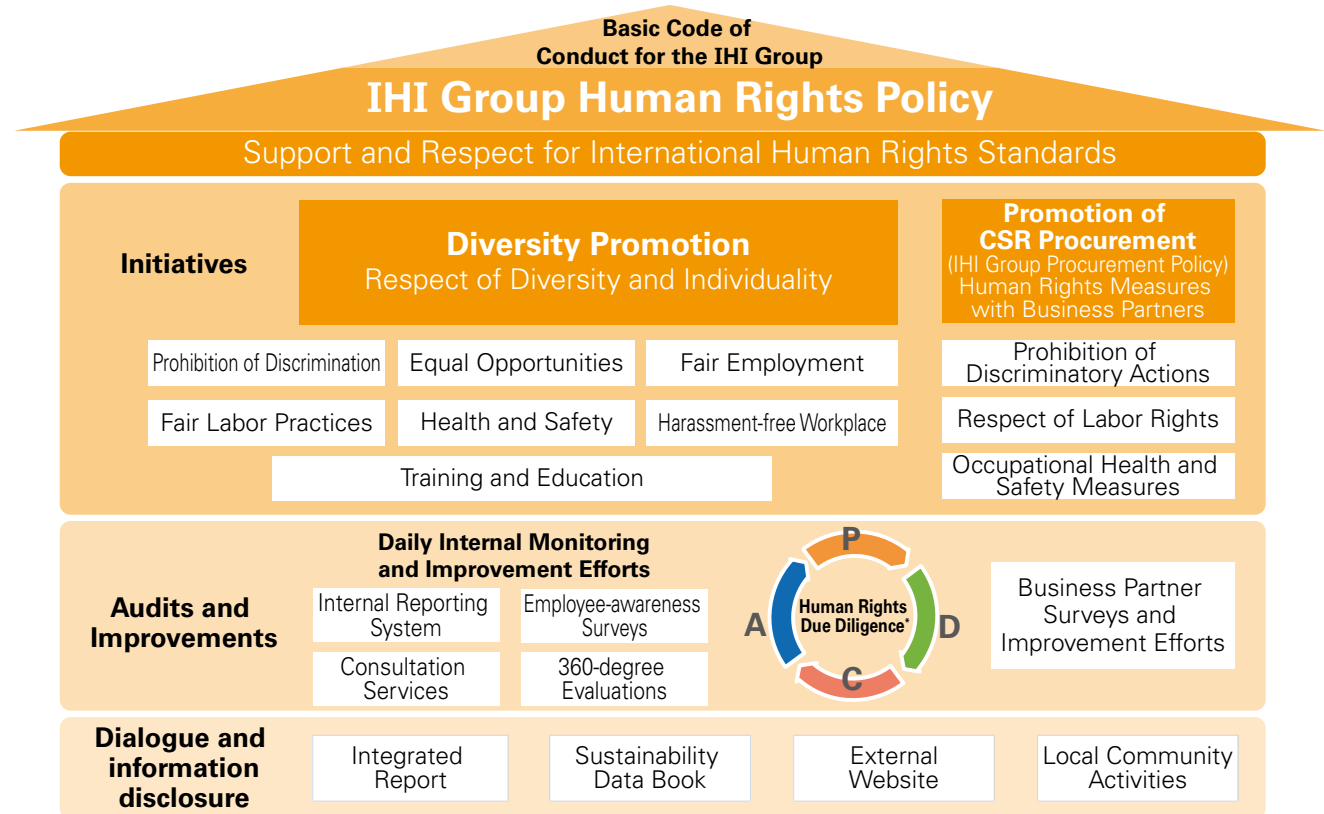 Basic Code of
Conduct for the IHI Group
IHI Group Human Rights Policy
Support and Respect for International Human Rights Standards
Initiatives
Diversity Promotion
Respect of Diversity and Individuality
Promotion of
CSR Procurement
(IHI Group Procurement Policy)
Human Rights Measures
with Business Partners
Prohibition of Discrimination
Equal Opportunities
Fair Employment
Fair Labor Practices
Health and Safety
Harassment-free Workplace
Training and Education
Prohibition of
Discriminatory Actions
Respect of Labor Rights
Occupational Health and
Safety Measures
Audits and
Improvements
Daily Internal Monitoring
and Improvement Efforts
Internal Reporting
System
Employee-awareness
Surveys
Consultation
Services
360-degree
Evaluations
P
D
C
A
Human Rights
Due Diligence*
Business Partner
Surveys and
Improvement Efforts
Dialogue and
information
disclosure
Integrated
Report
Sustainability
Data Book
External
Website
Local Community
Activities